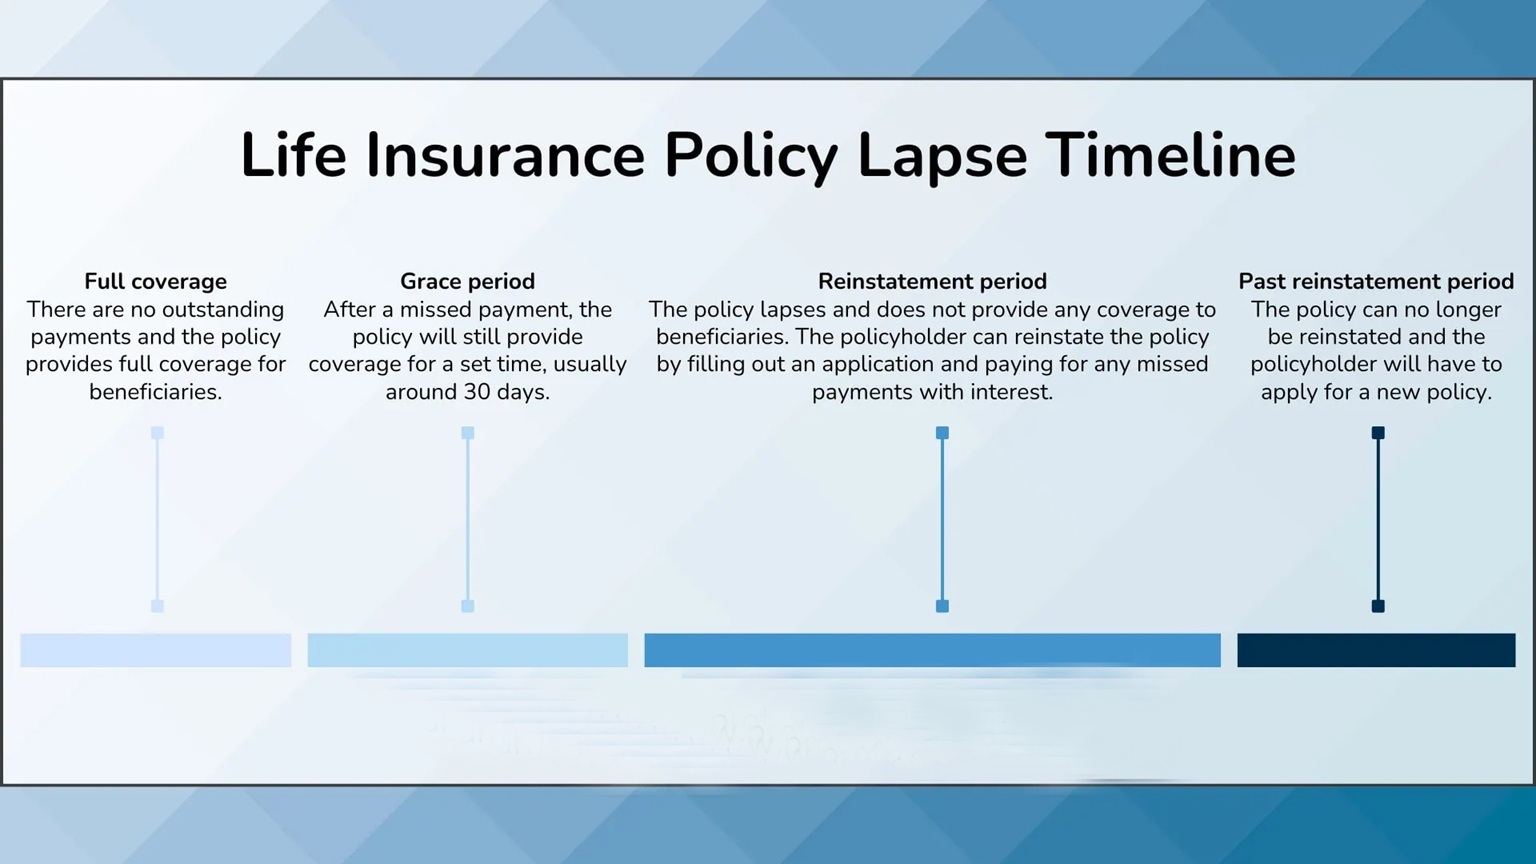 Life Insurance Policy Lapse Timeline
Full coverage
There are no outstanding
payments and the policy
provides full coverage for
beneficiaries.
Grace period
After a missed payment, the
policy will still provide
coverage for a set time, usually
around 30 days.
Reinstatement period
The policy lapses and does not provide any coverage to
beneficiaries. The policyholder can reinstate the policy
by filling out an application and paying for any missed
payments with interest.
Past reinstatement period
The policy can no longer
be reinstated and the
policyholder will have to
apply for a new policy.